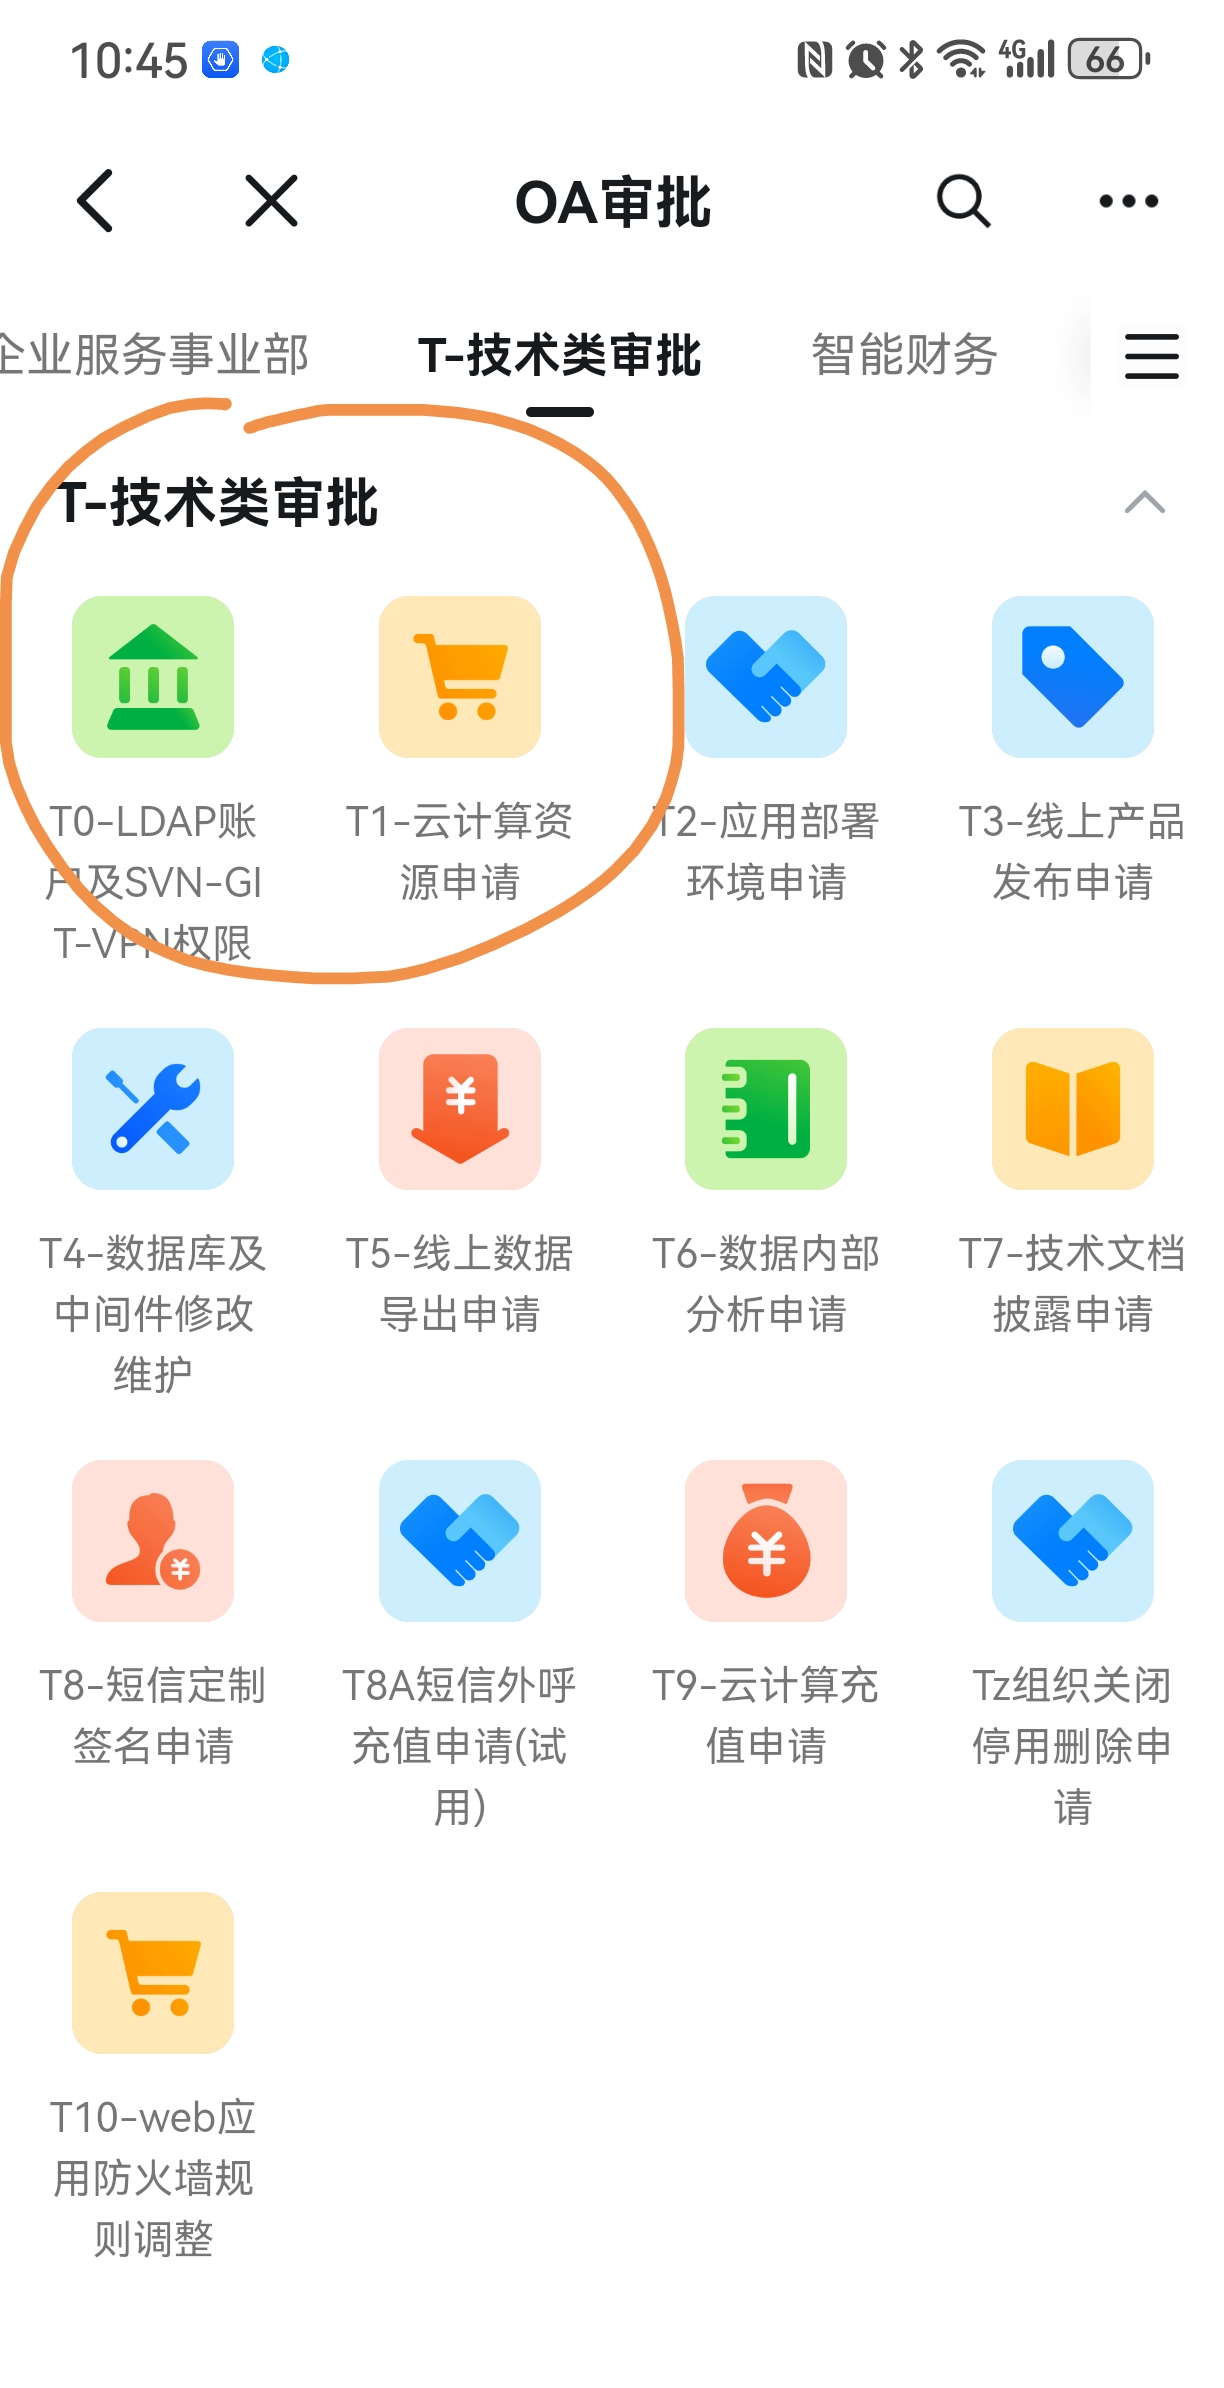 10:45
4G
66
OA审批
企业服务事业部 T-技术类审批 智能财务
T-技术类审批
T0-LDAP账
户及SVN-GI
T-VPN权限
T1-云计算资
源申请
T2-应用部署
环境申请
T3-线上产品
发布申请
T4-数据库及
中间件修改
维护
T5-线上数据
导出申请
T6-数据内部
分析申请
T7-技术文档
披露申请
T8-短信定制
签名申请
T8A短信外呼
充值申请(试
用)
T9-云计算充
值申请
Tz组织关闭
停用删除申
请
T10-web应
用防火墙规
则调整